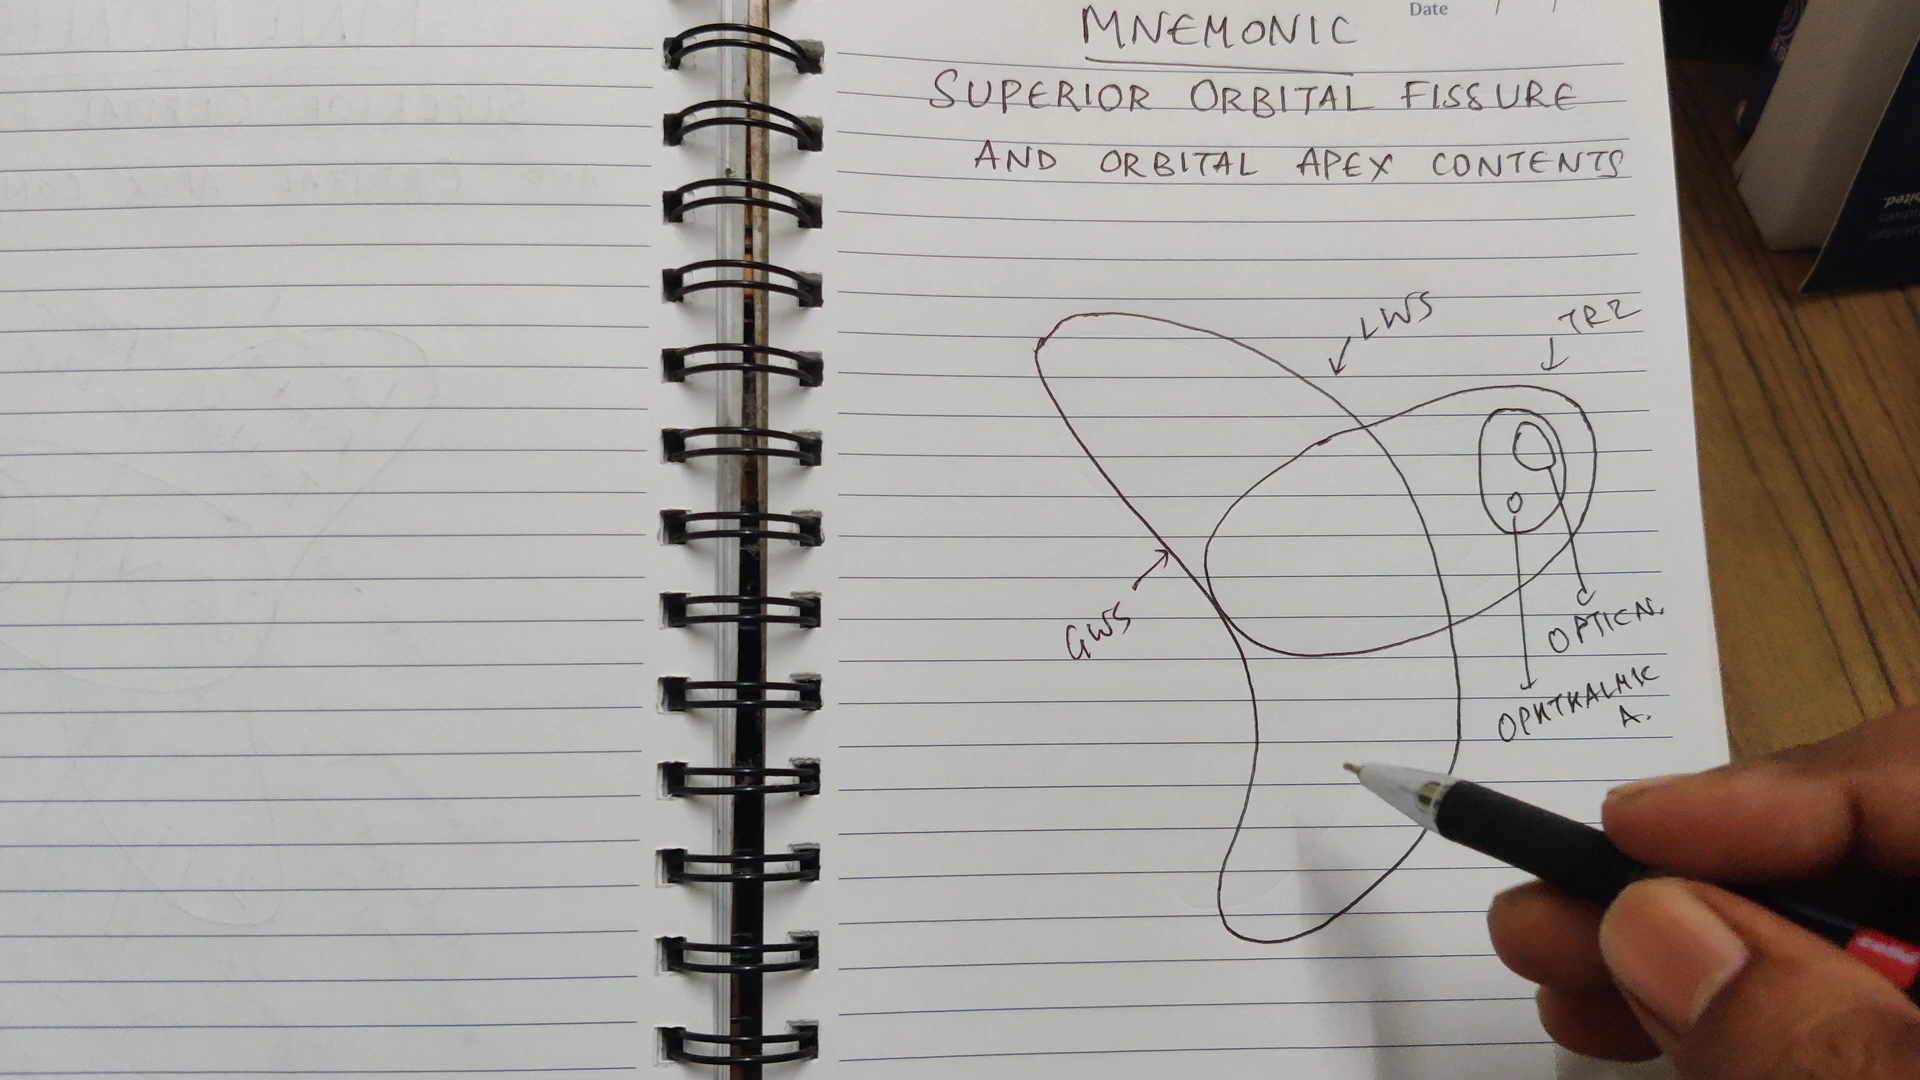 Date / /
MNEMONIC
SUPERIOR ORBITAL FISSURE
AND ORBITAL APEX CONTENTS
LWS
TRZ
GWS
OPTIC N.
OPHTHALMIC
A.